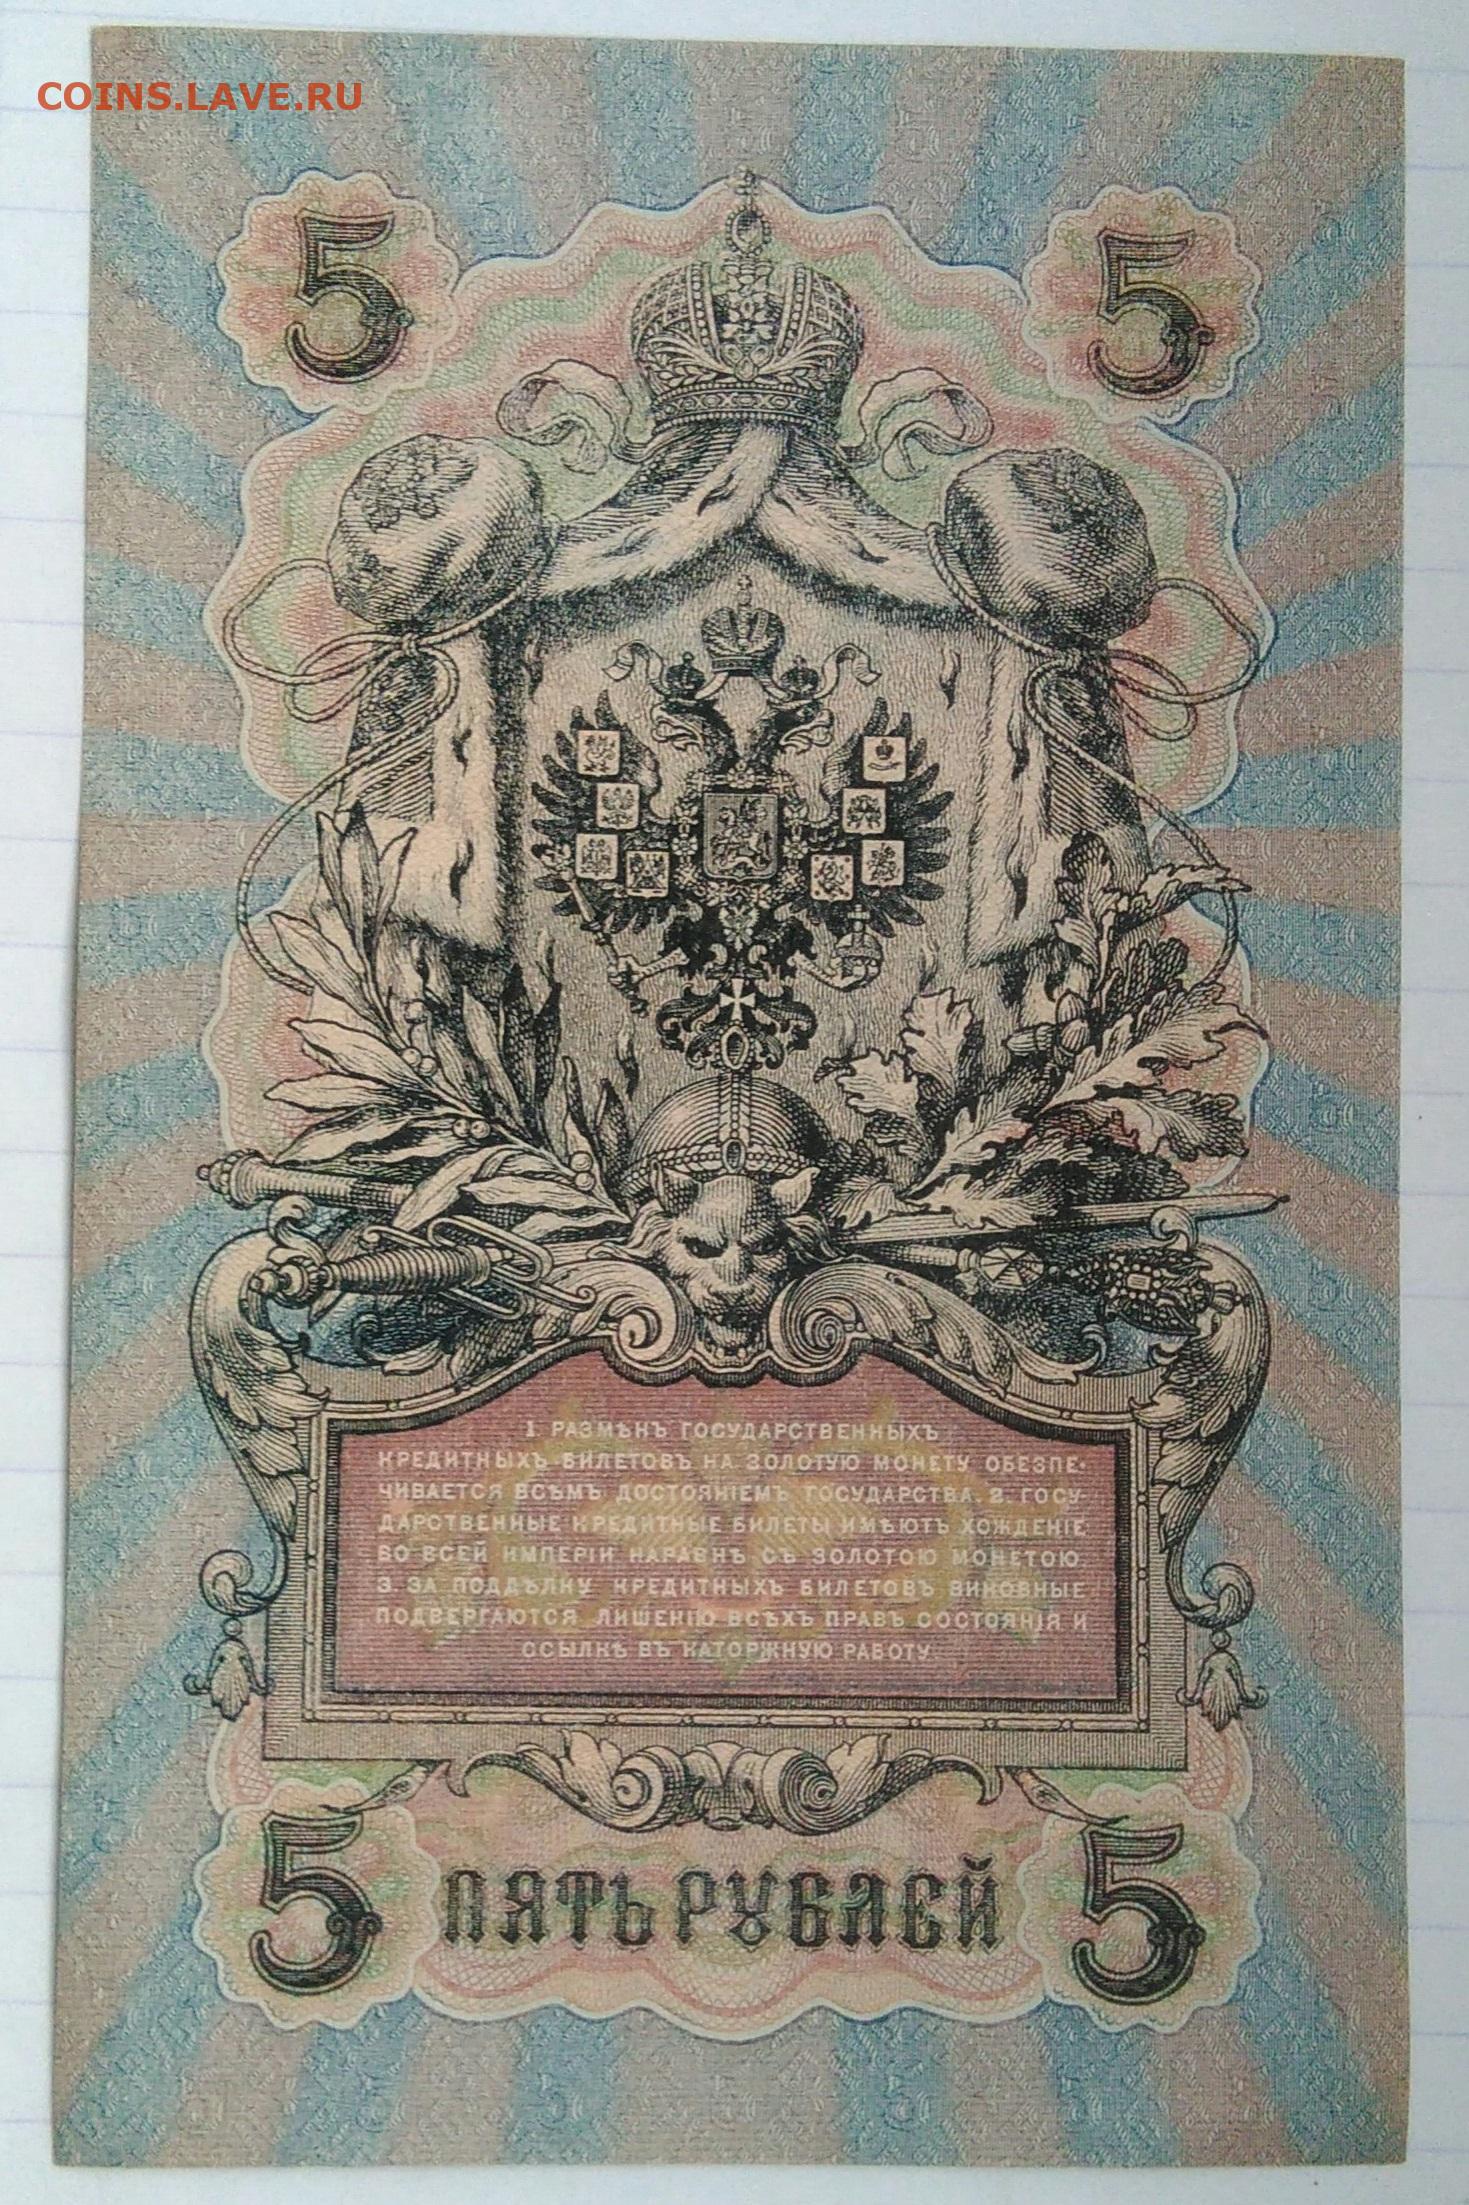 COINS.LAVE.RU
5 5
1 РАЗМѢНЪ ГОСУДАРСТВЕННЫХЪ
КРЕДИТНЫХЪ БИЛЕТОВЪ НА ЗОЛОТУЮ МОНЕТУ ОБЕЗПЕ-
ЧИВАЕТСЯ ВСѢМЪ ДОСТОЯНІЕМЪ ГОСУДАРСТВА. 2. ГОСУ-
ДАРСТВЕННЫЕ КРЕДИТНЫЕ БИЛЕТЫ ИМѢЮТЪ ХОЖДЕНІЕ
ВО ВСЕЙ ИМПЕРІИ НАРАВНѢ СЪ ЗОЛОТОЮ МОНЕТОЮ.
3. ЗА ПОДДѢЛКУ КРЕДИТНЫХЪ БИЛЕТОВЪ ВИНОВНЫЕ
ПОДВЕРГАЮТСЯ ЛИШЕНІЮ ВСѢХЪ ПРАВЪ СОСТОЯНІЯ И
ССЫЛКѢ ВЪ КАТОРЖНУЮ РАБОТУ.
5 ПЯТЬ РУБЛЕЙ 5